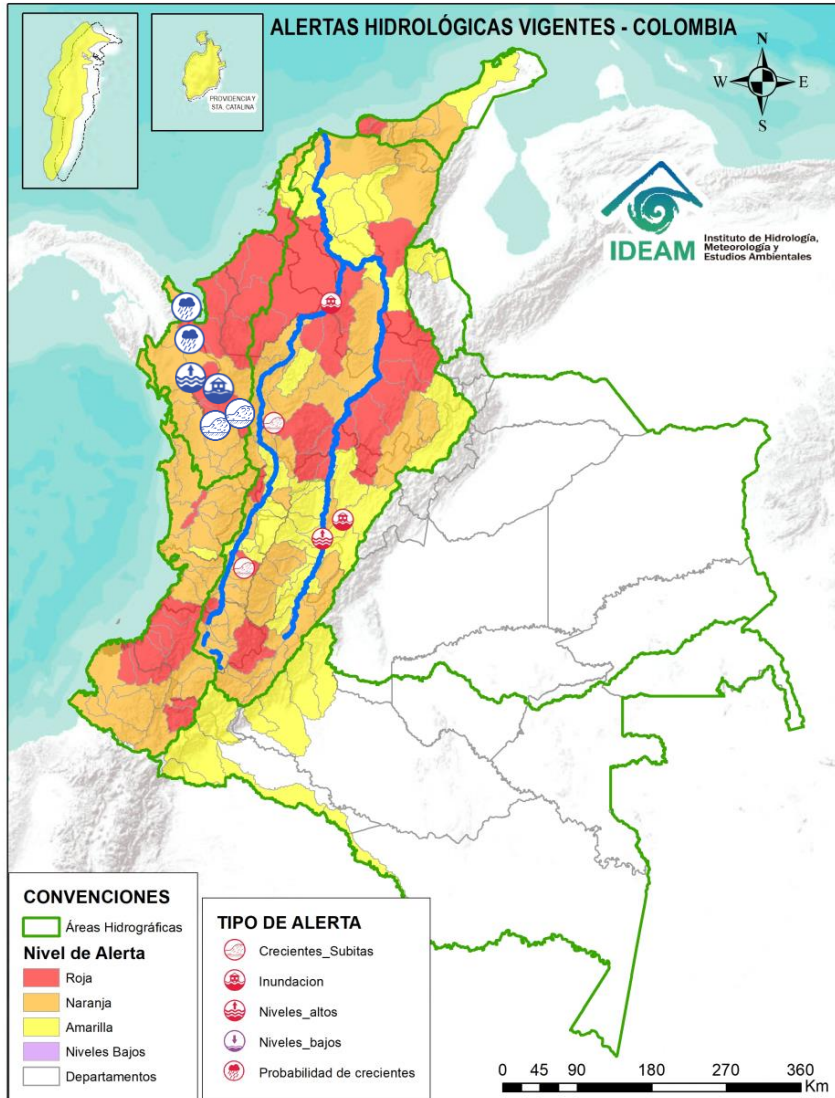 ALERTAS HIDROLÓGICAS VIGENTES - COLOMBIA
PROVIDENCIA Y
STA. CATALINA
N
W
E
S
IDEAM
Instituto de Hidrología,
Meteorología y
Estudios Ambientales
CONVENCIONES
Áreas Hidrográficas
Nivel de Alerta
Roja
Naranja
Amarilla
Niveles Bajos
Departamentos
TIPO DE ALERTA
Crecientes_Subitas
Inundacion
Niveles_altos
Niveles_bajos
Probabilidad de crecientes
0 45 90 180 270 360
Km